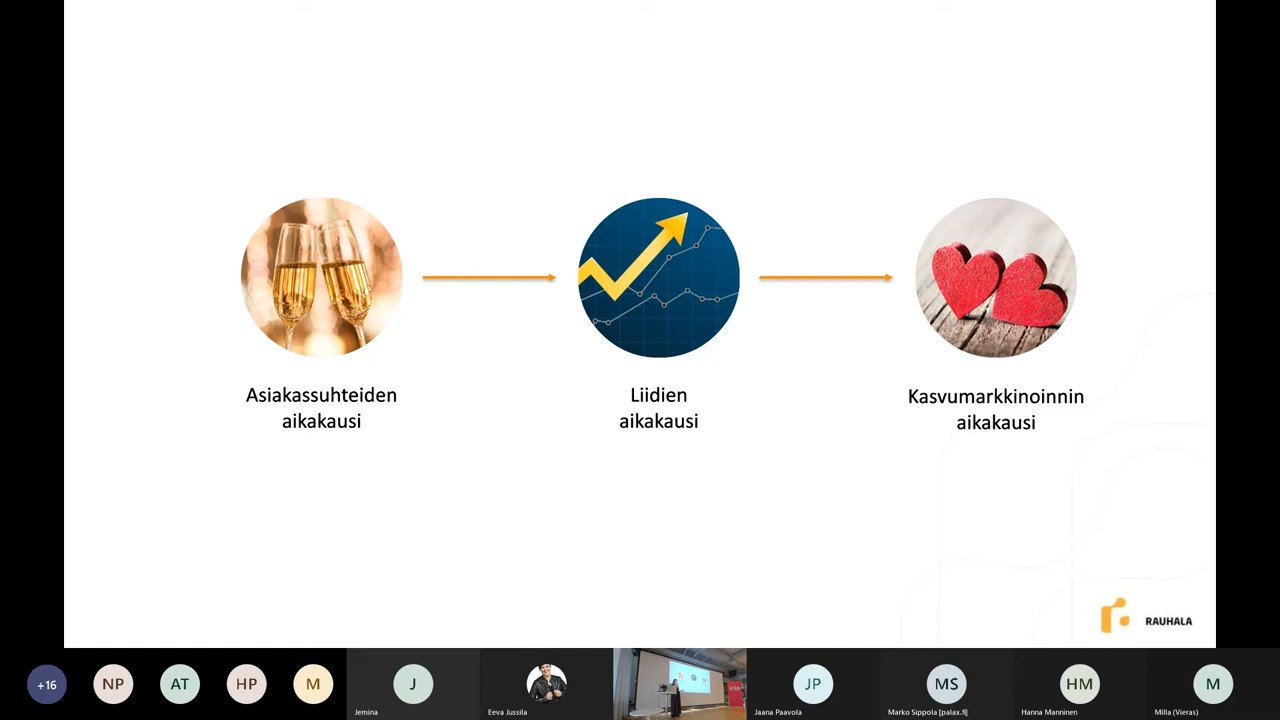 Asiakassuhteiden
aikakausi
Liidien
aikakausi
Kasvumarkkinoinnin
aikakausi
RAUHALA
+16
NP
AT
HP
M
J
Jemina
Eeva Jussila
JP
Jaana Paavola
MS
Marko Sippola [palax.fi]
HM
Hanna Manninen
M
Milla (Vieras)